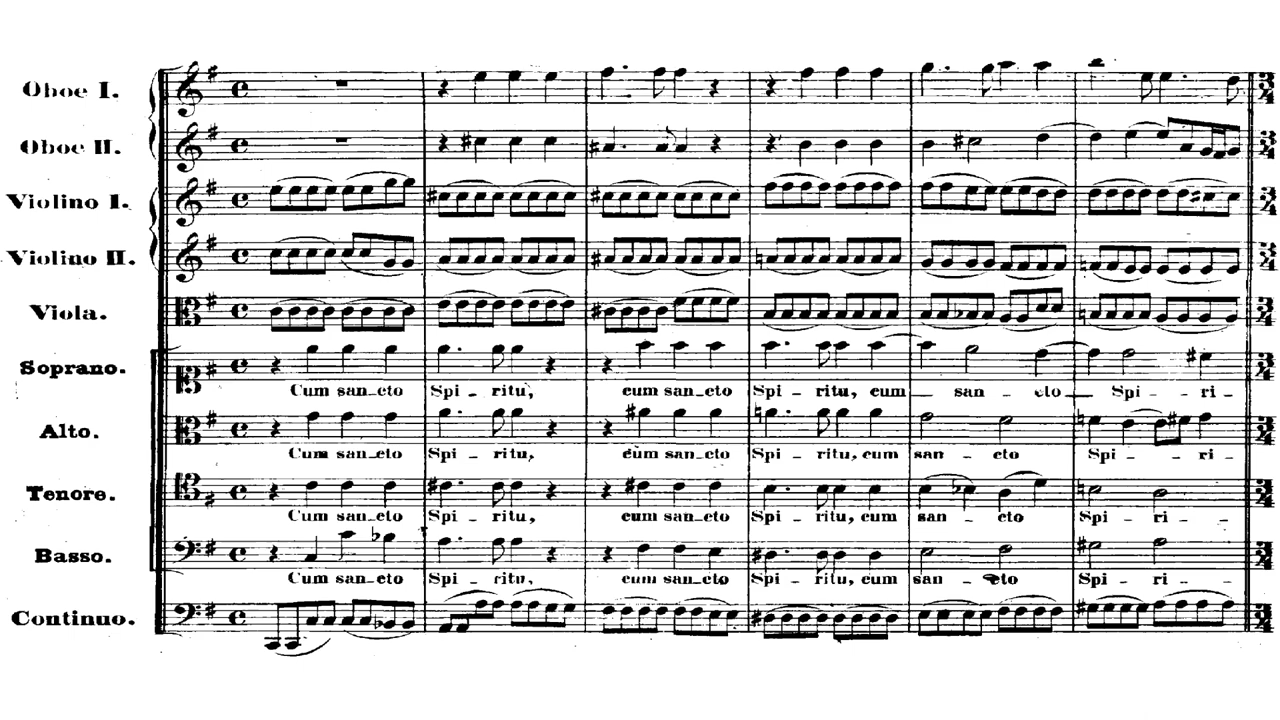 Oboe I.
Oboe II.
Violino I.
Violino II.
Viola.
Soprano.
Cum san_cto Spi - ritu, cum san_cto Spi - ritu, cum san - cto Spi - ri -
Alto.
Cum san_cto Spi - ritu, cum san_cto Spi - ritu, cum san - cto Spi - ri -
Tenore.
Cum san_cto Spi - ritu, cum san_cto Spi - ritu, cum san - cto Spi - ri -
Basso.
Cum san_cto Spi - ritu, cum san_cto Spi - ritu, cum san - cto Spi - ri -
Continuo.